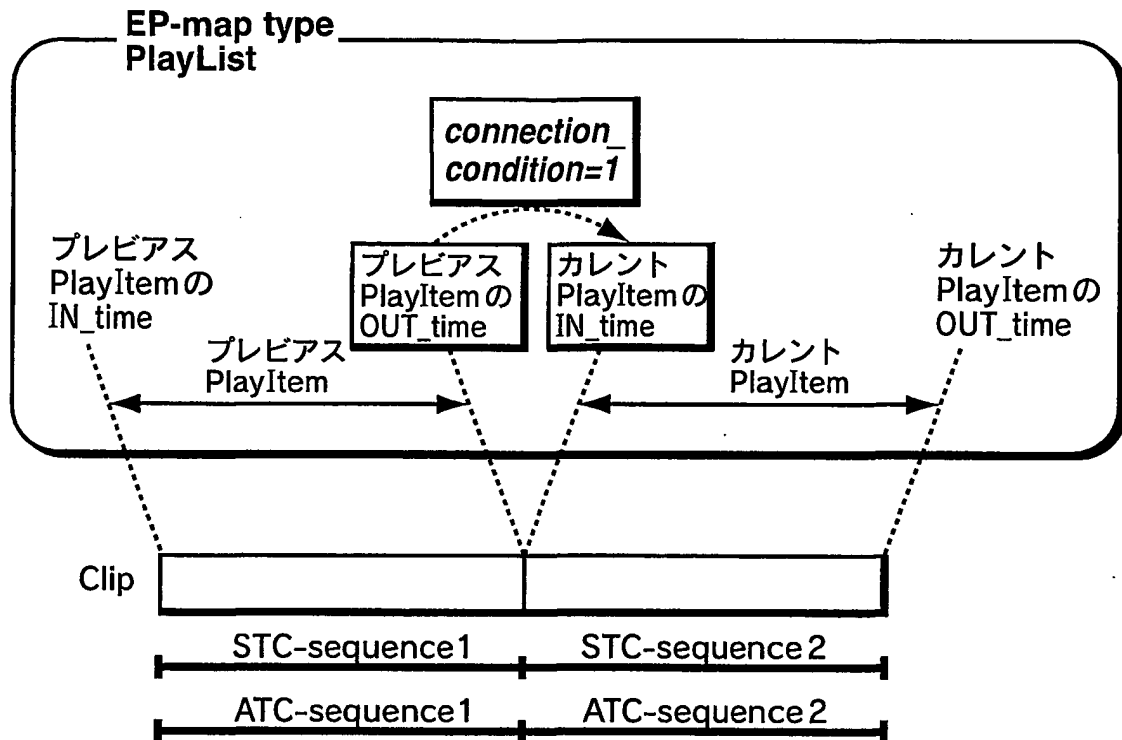 EP-map type
PlayList
connection_
condition=1
プレビアス
PlayItemの
IN_time
プレビアス
PlayItemの
OUT_time
カレント
PlayItemの
IN_time
カレント
PlayItemの
OUT_time
プレビアス
PlayItem
カレント
PlayItem
Clip
STC-sequence1
STC-sequence2
ATC-sequence1
ATC-sequence2